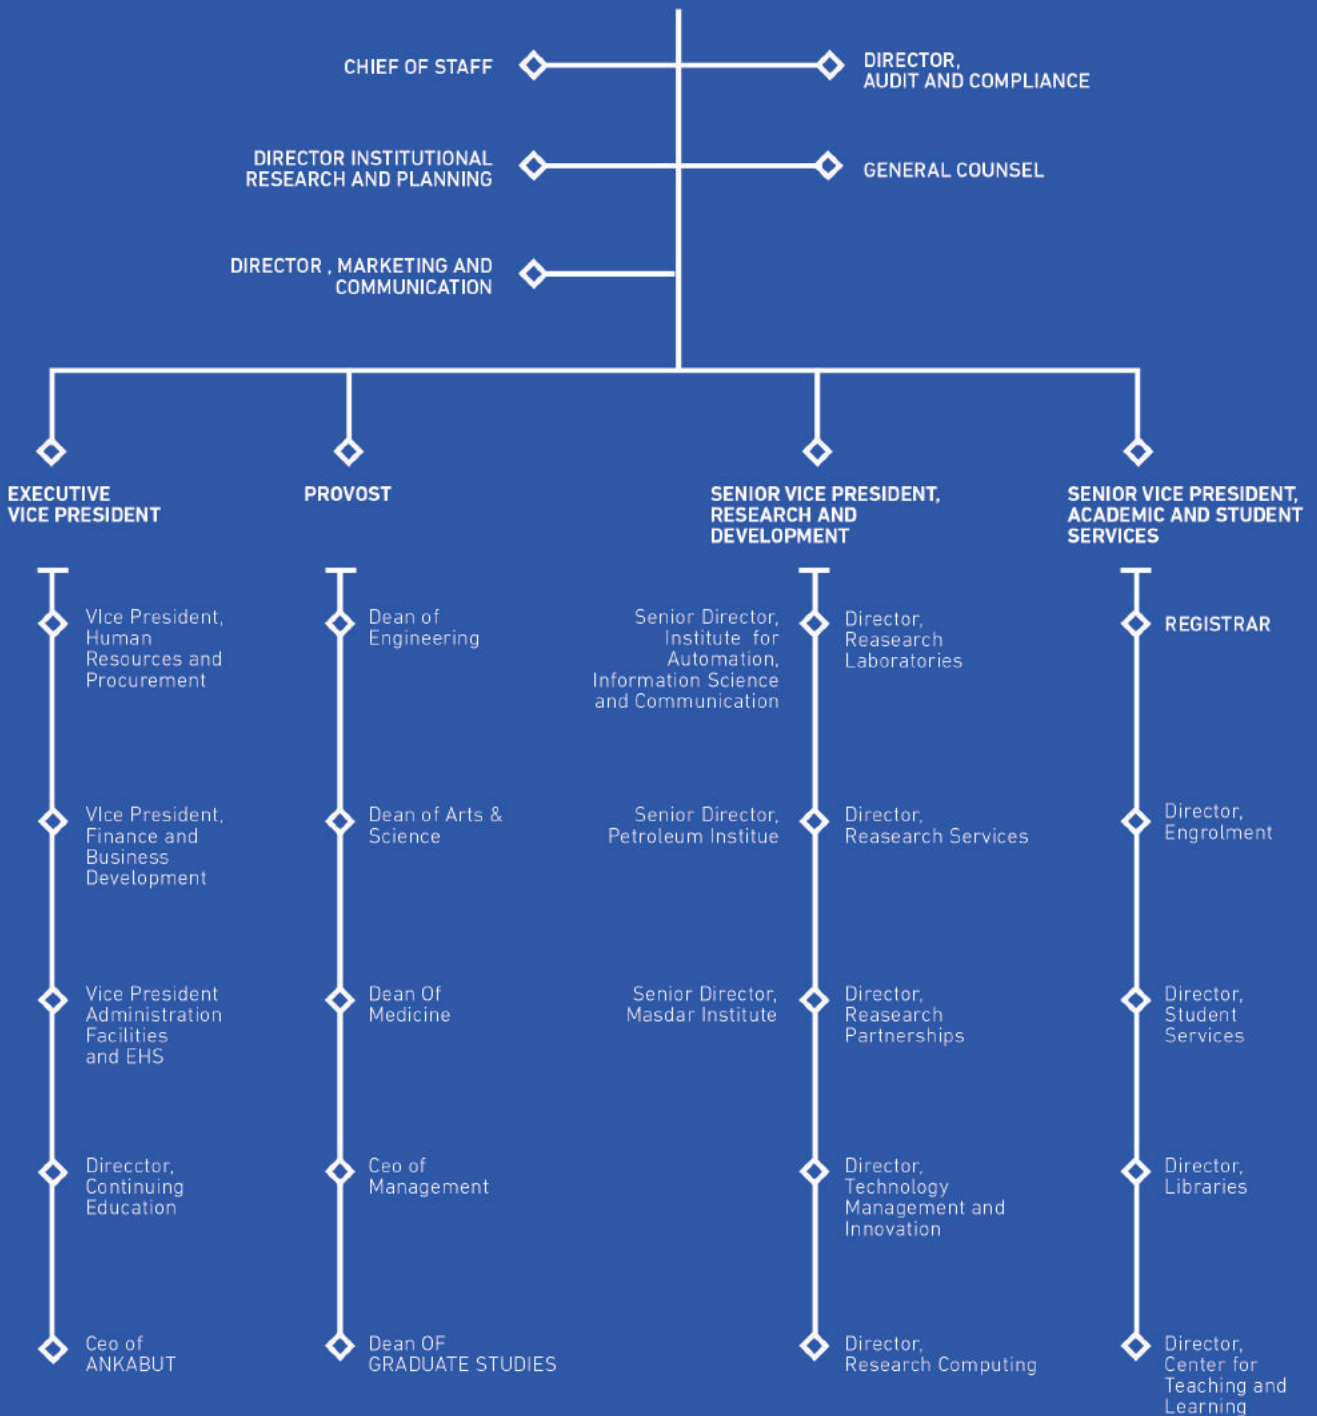 CHIEF OF STAFF
DIRECTOR,
AUDIT AND COMPLIANCE
DIRECTOR INSTITUTIONAL
RESEARCH AND PLANNING
GENERAL COUNSEL
DIRECTOR , MARKETING AND
COMMUNICATION
EXECUTIVE
VICE PRESIDENT
PROVOST
SENIOR VICE PRESIDENT,
RESEARCH AND
DEVELOPMENT
SENIOR VICE PRESIDENT,
ACADEMIC AND STUDENT
SERVICES
VIce President,
Human
Resources and
Procurement
VIce President,
Finance and
Business
Development
Vice President
Administration
Facilities
and EHS
Direcctor,
Continuing
Education
Ceo of
ANKABUT
Dean of
Engineering
Dean of Arts &
Science
Dean Of
Medicine
Ceo of
Management
Dean OF
GRADUATE STUDIES
Senior Director,
Institute for
Automation,
Information Science
and Communication
Senior Director,
Petroleum Institue
Senior Director,
Masdar Institute
Director,
Reasearch
Laboratories
Director,
Reasearch Services
Director,
Reasearch
Partnerships
Director,
Technology
Management and
Innovation
Director,
Research Computing
REGISTRAR
Director,
Engrolment
Director,
Student
Services
Director,
Libraries
Director,
Center for
Teaching and
Learning